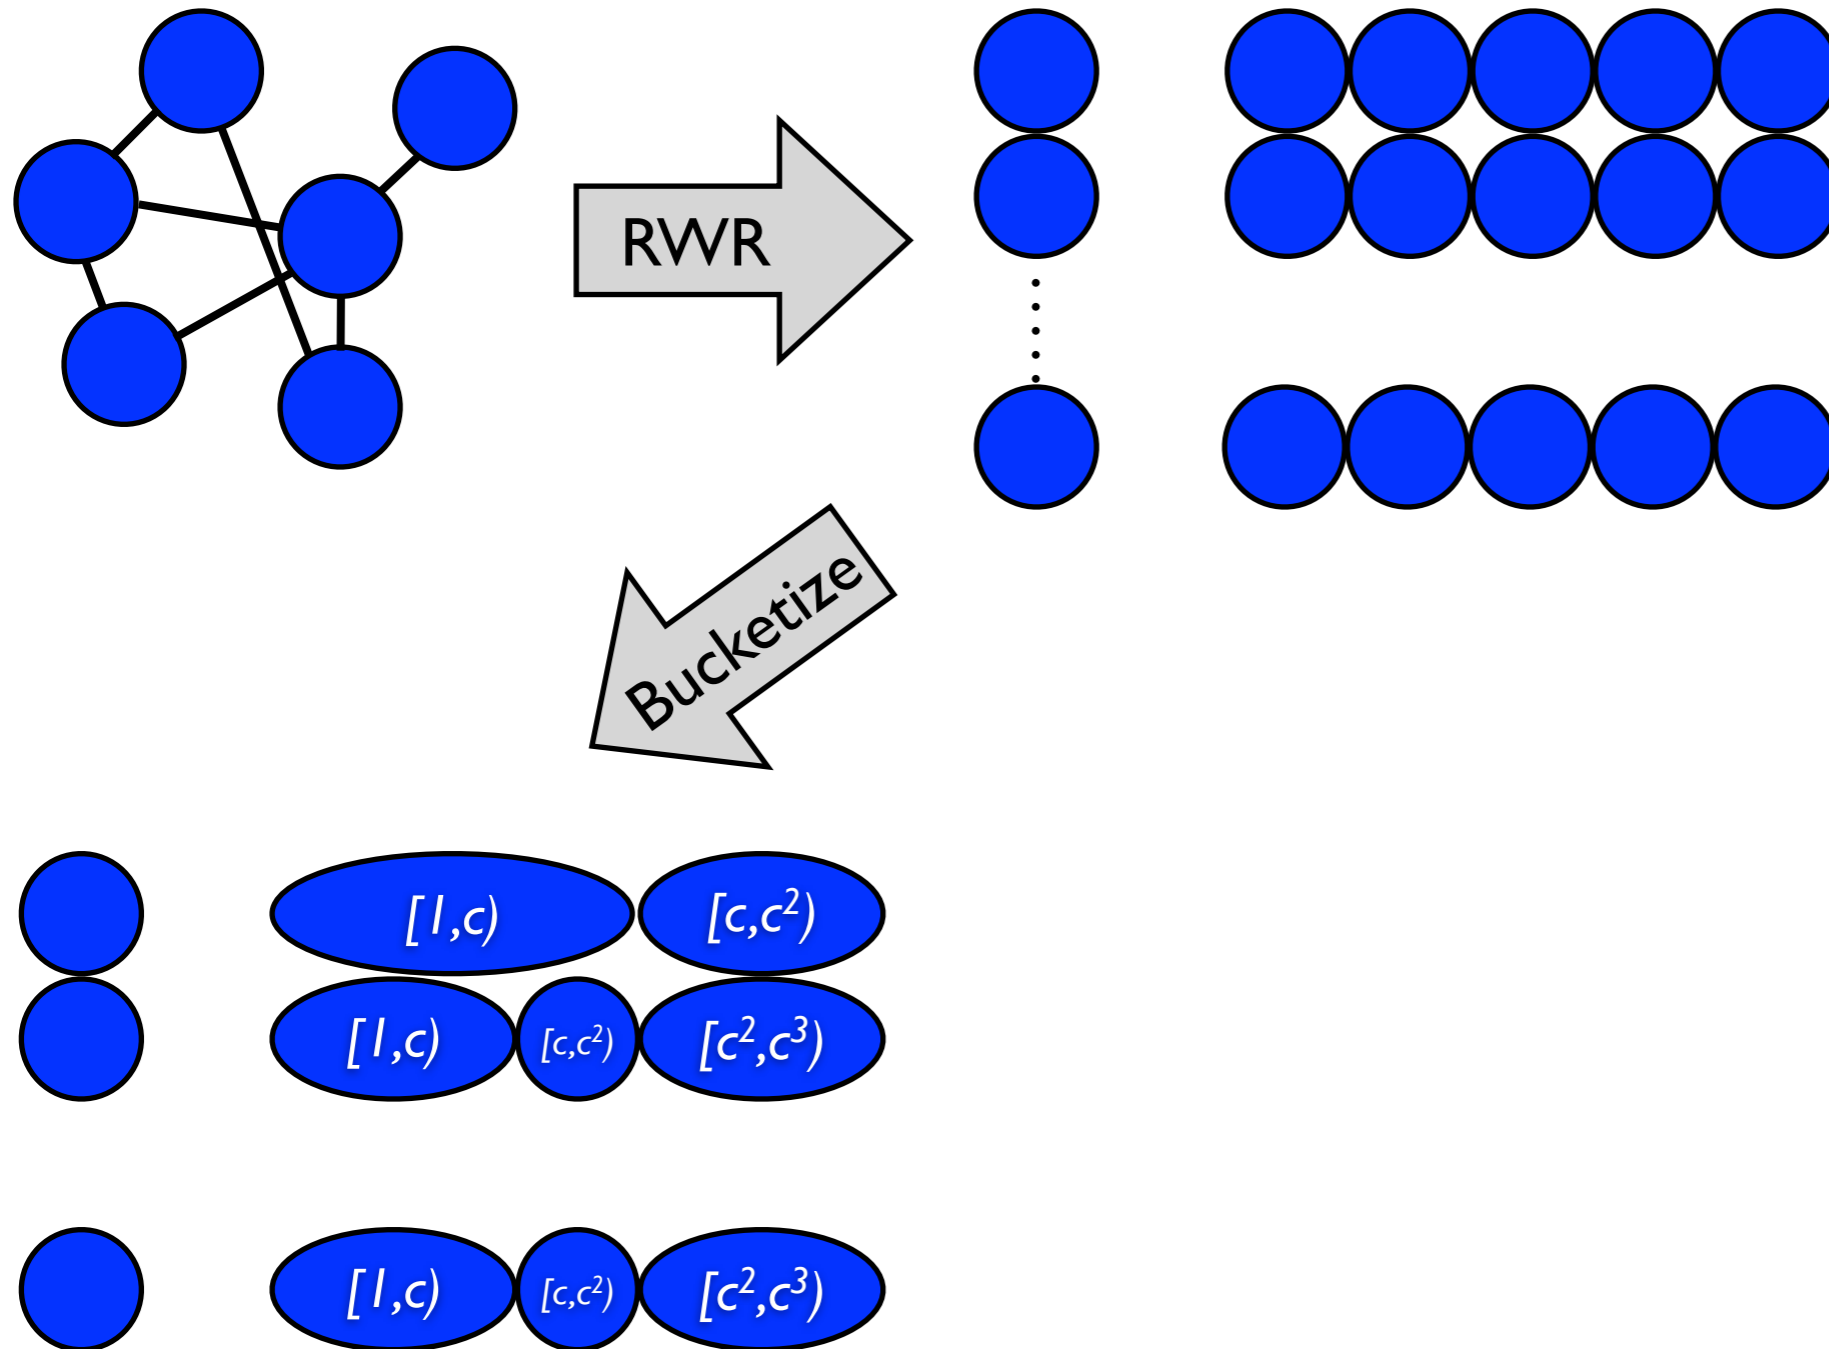 RWR
Bucketize
[1,c) [c,c²)
[1,c) [c,c²) [c²,c³)
[1,c) [c,c²) [c²,c³)